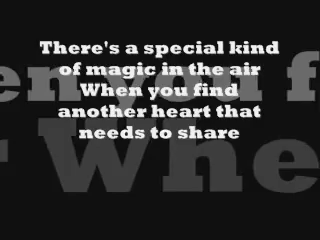 There's a special kind
of magic in the air
When you find
another heart that
needs to share